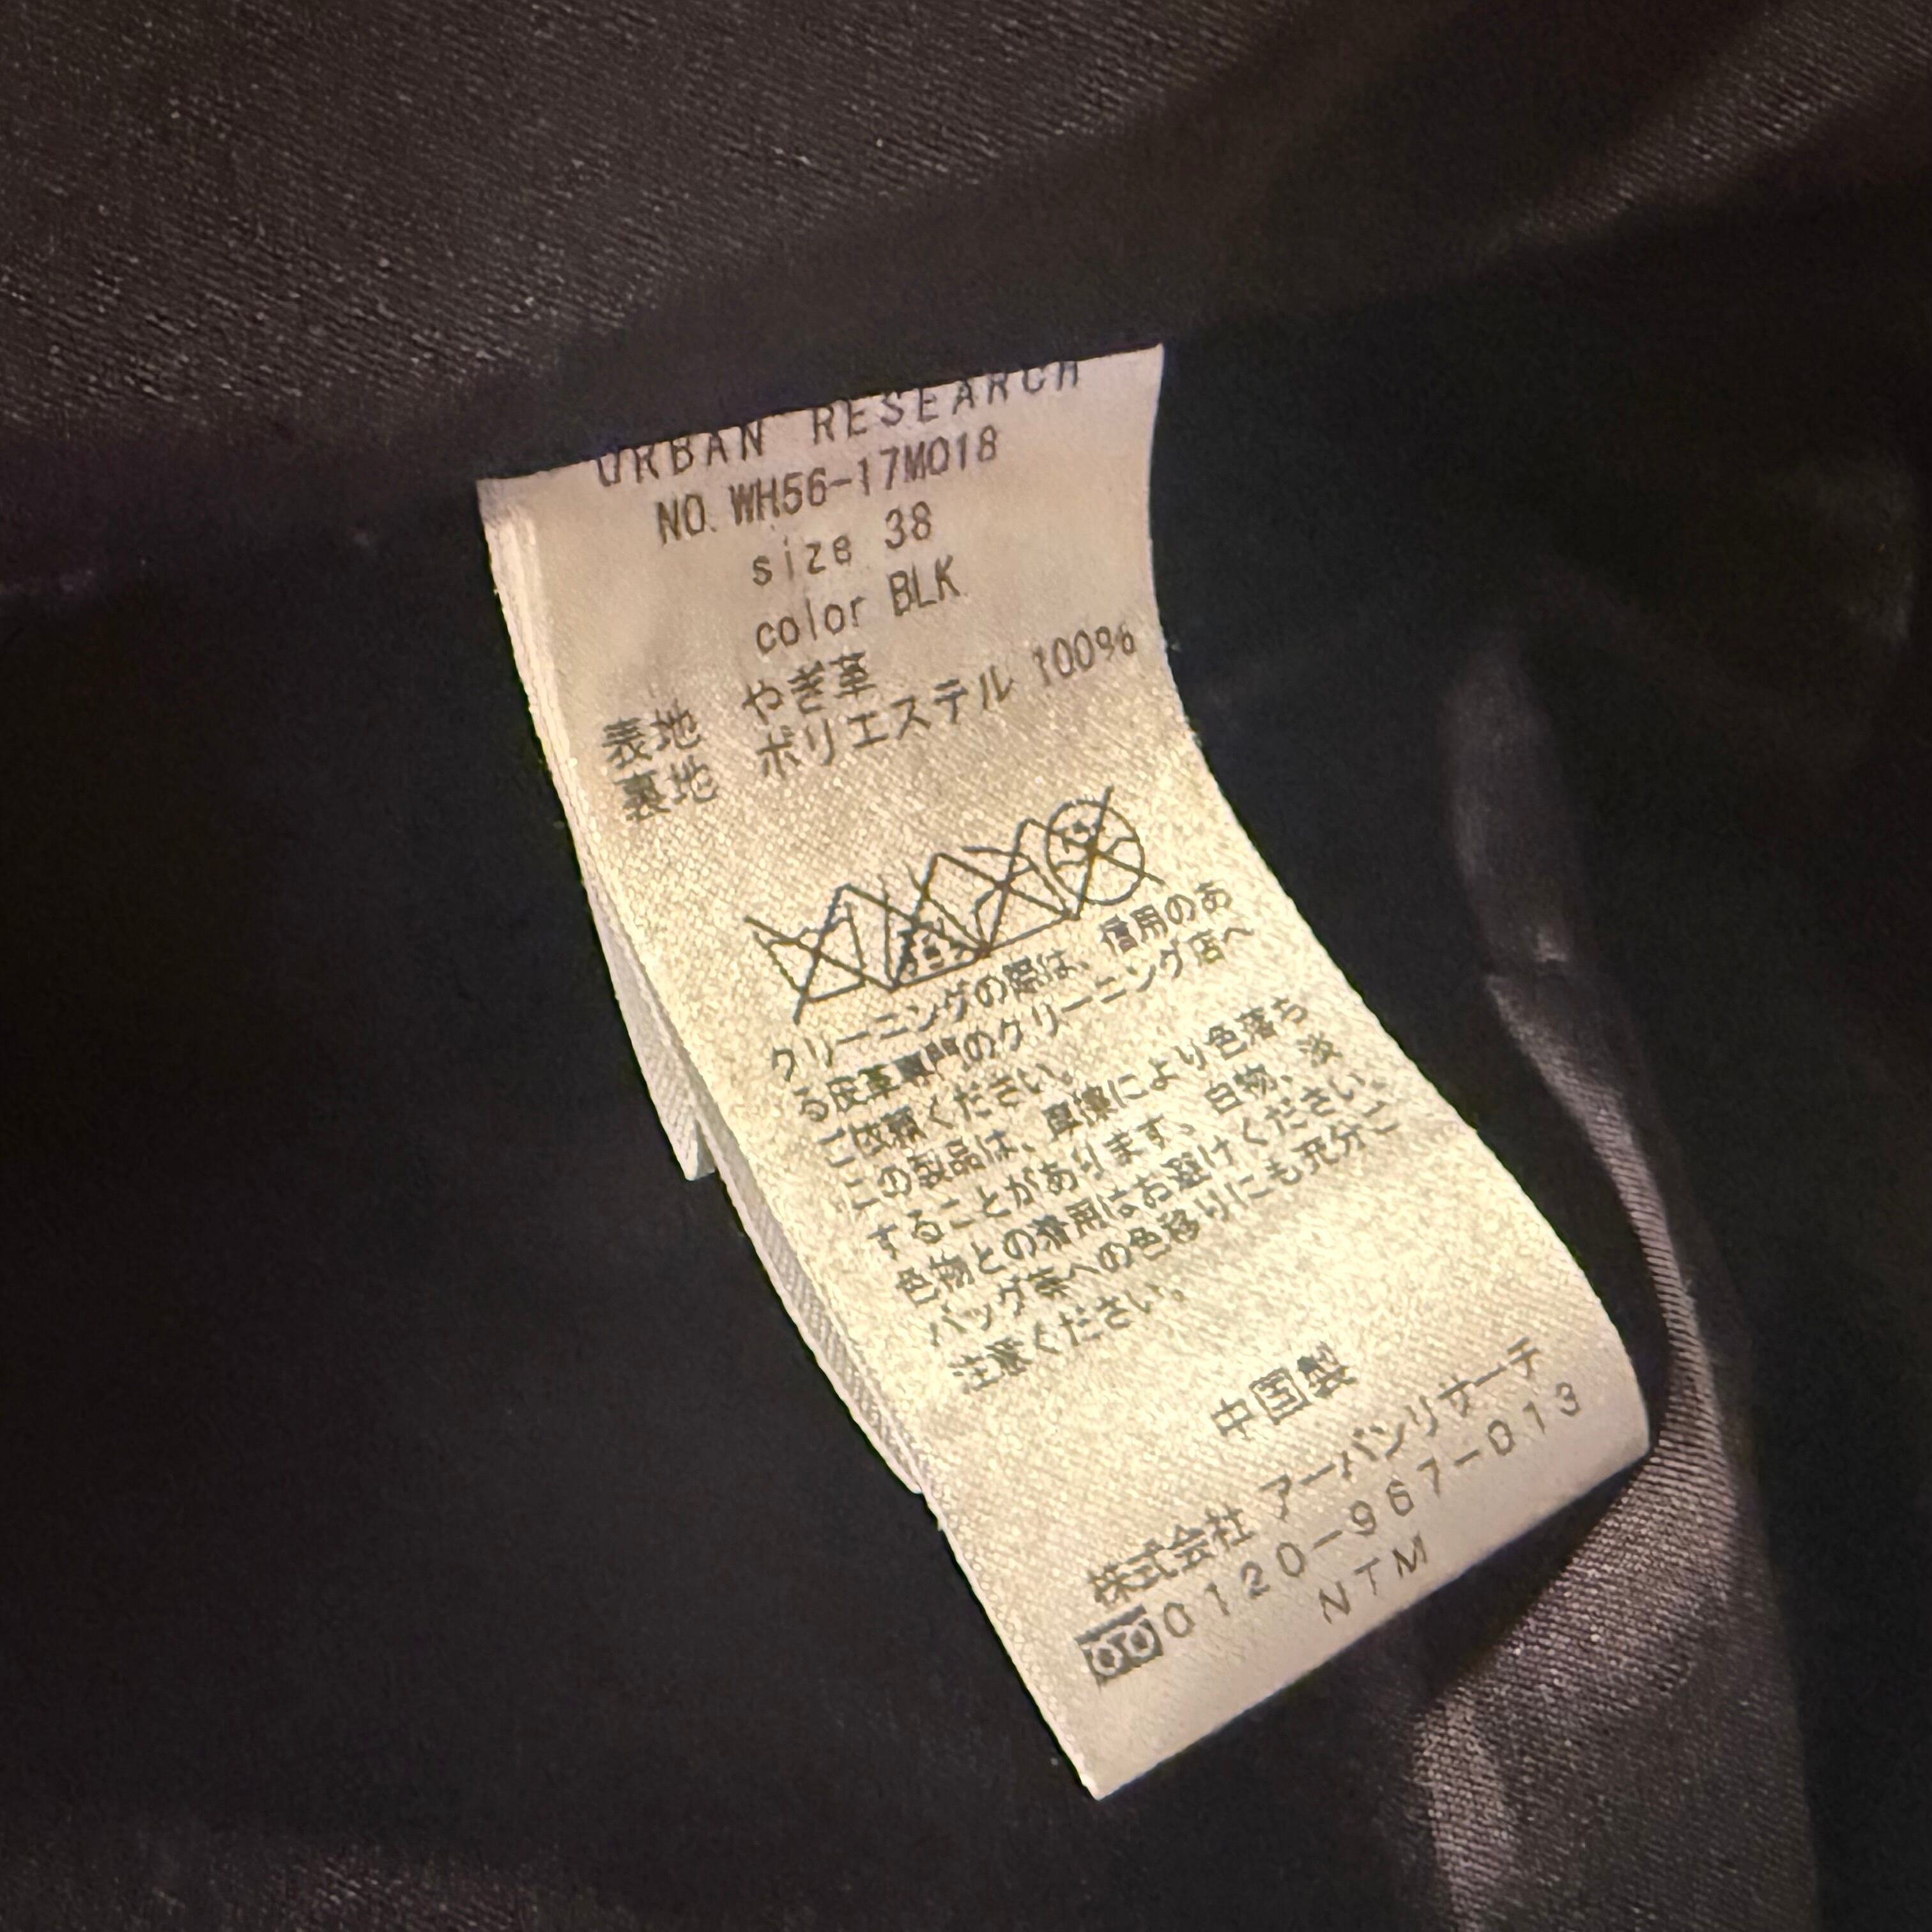 URBAN RESEARCH
NO. WH56-17M018
size 38
color BLK
表地 やぎ革
裏地 ポリエステル 100%
クリーニングの際は、信用のあ
る皮革専門のクリーニング店へ
ご依頼ください。
この製品は、摩擦により色落ち
することがあります、白物、淡
色物との着用はお避けください。
バッグ等への色移りにも充分ご
注意ください。
中国製
株式会社 アーバンリサーチ
0120-967-013
NTM